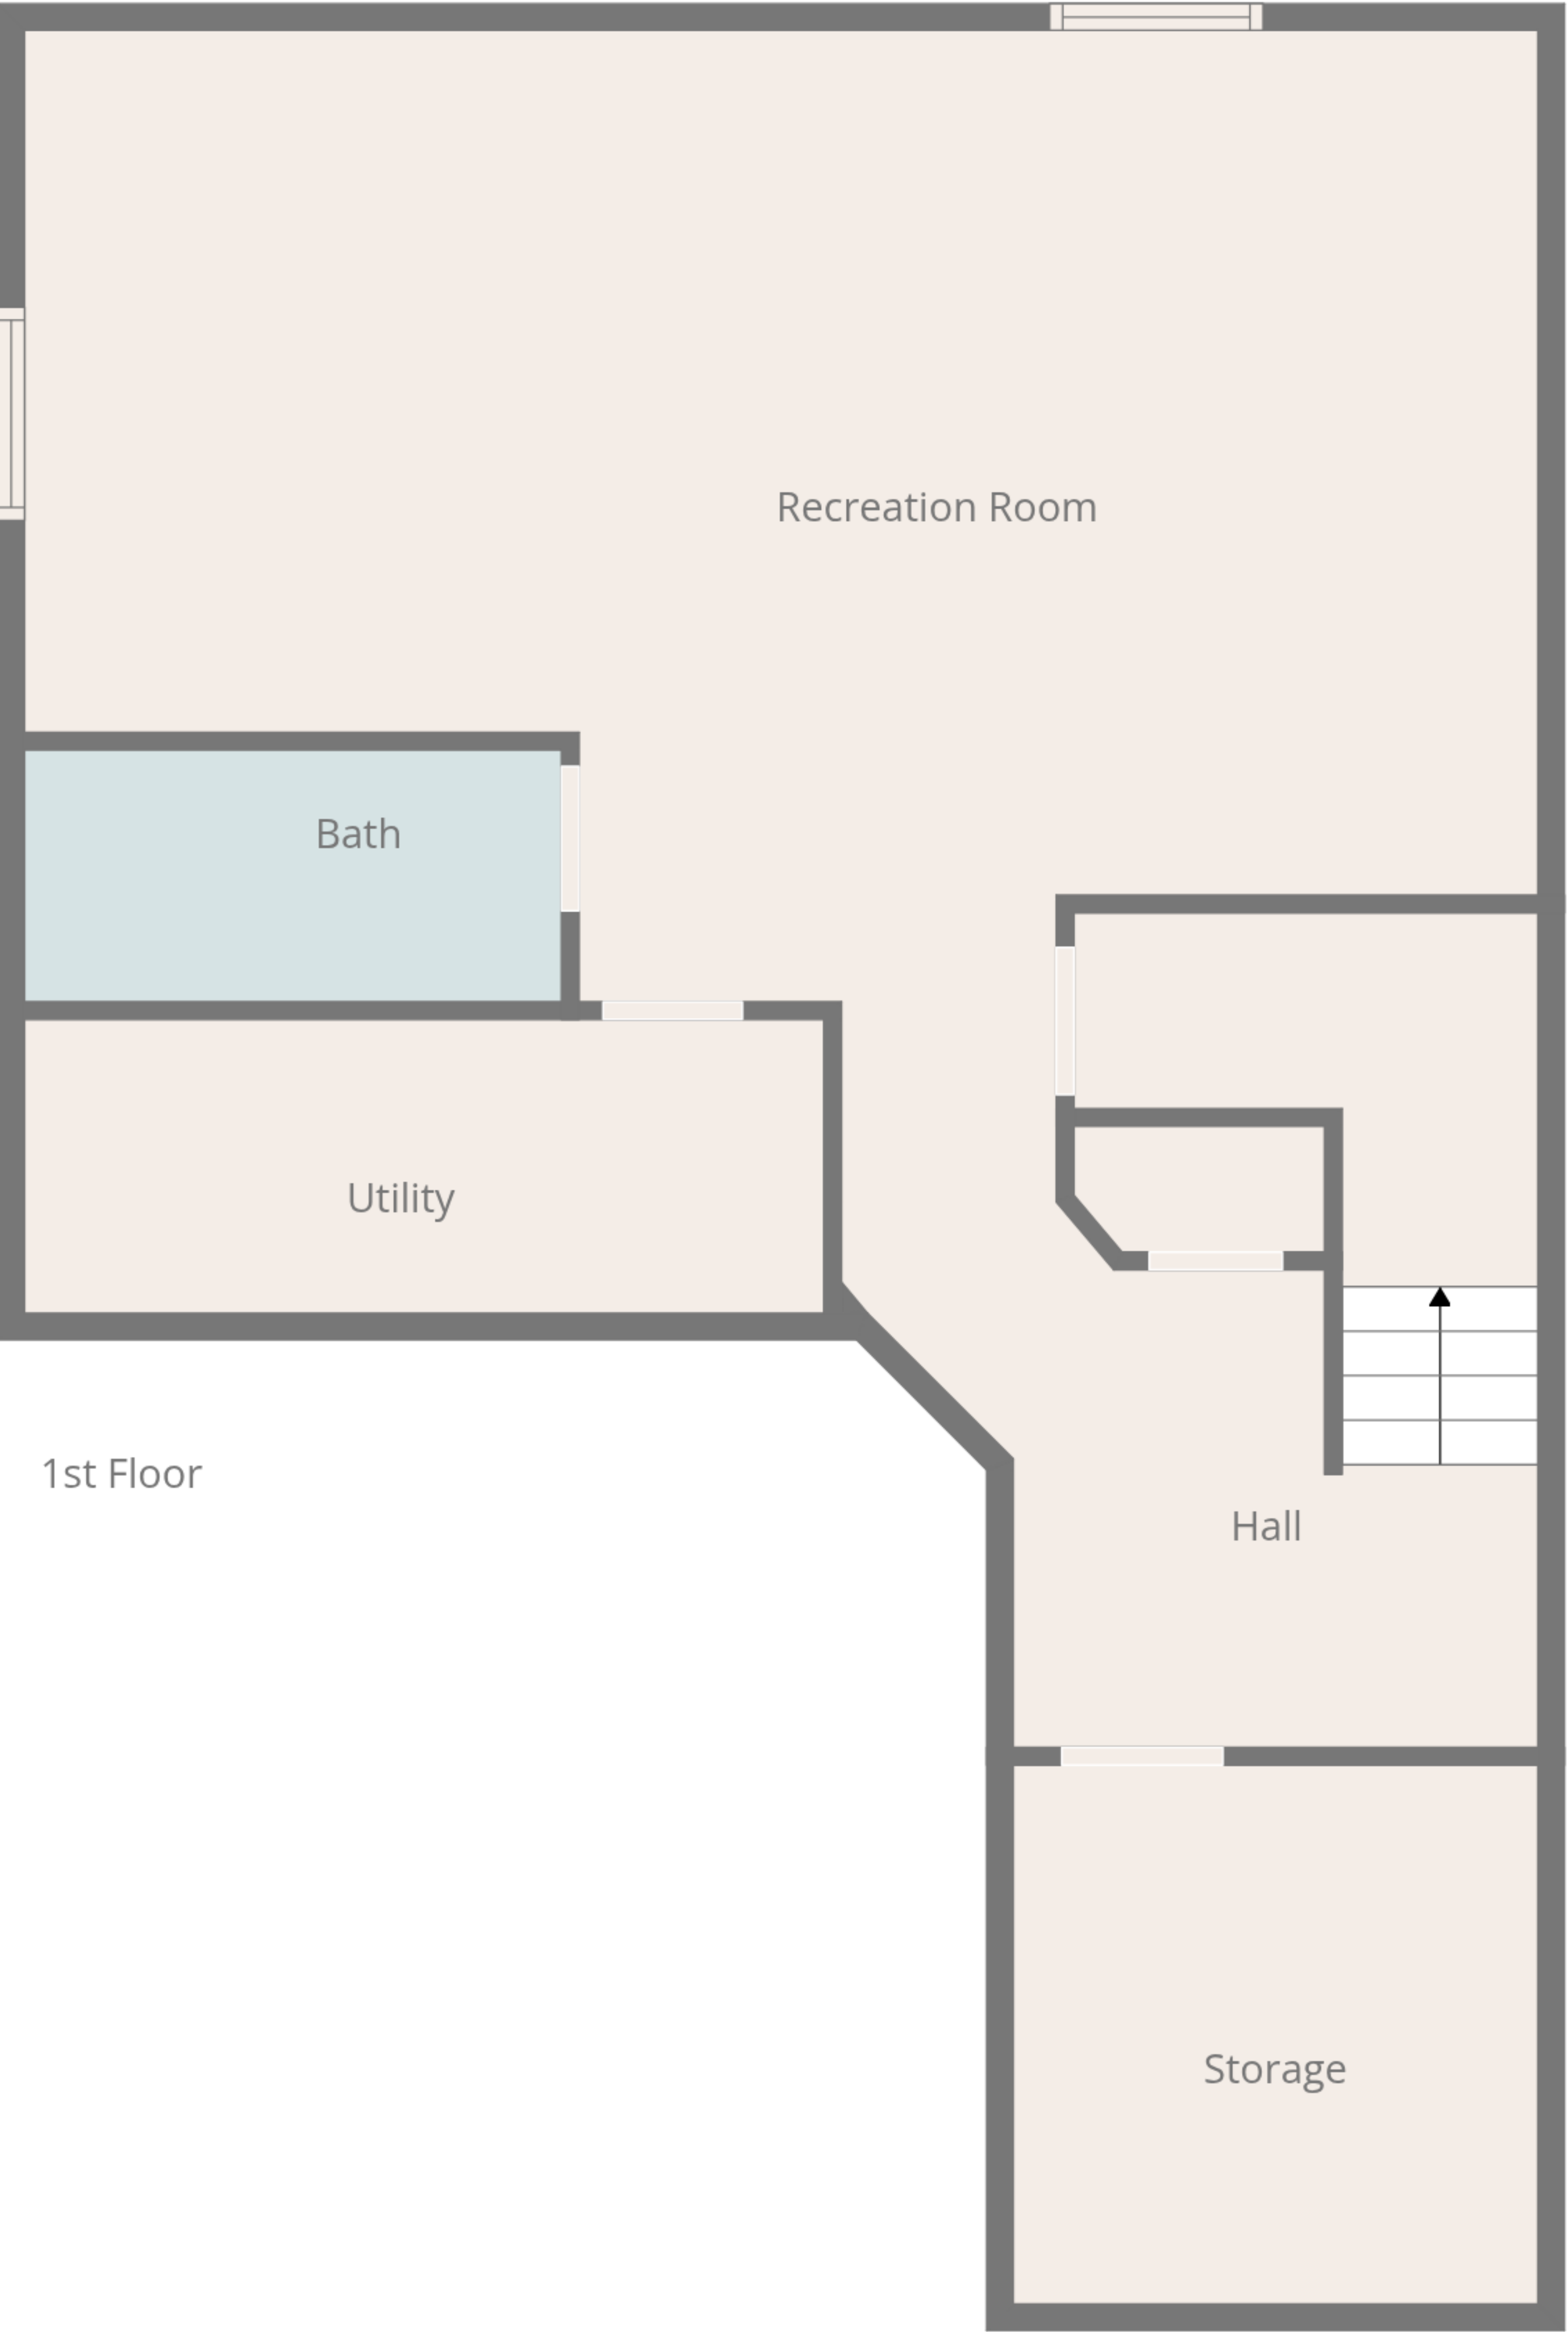 Recreation Room
Bath
Utility
1st Floor
Hall
Storage